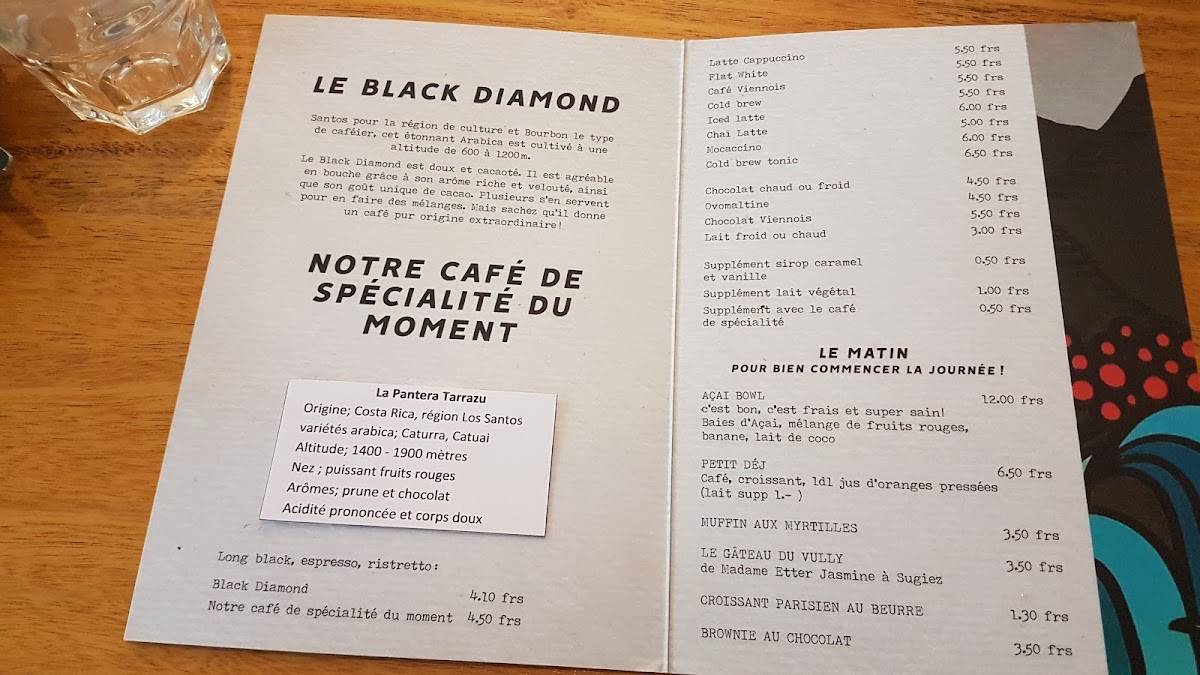 LE BLACK DIAMOND
Santos pour la région de culture et Bourbon le type
de caféier, cet étonnant Arabica est cultivé à une
altitude de 600 à 1200m.
Le Black Diamond est doux et cacaoté. Il est agréable
en bouche grâce à son arôme riche et velouté, ainsi
que son goût unique de cacao. Plusieurs s'en servent
pour en faire des mélanges. Mais sachez qu'il donne
un café pur origine extraordinaire!
NOTRE CAFÉ DE
SPÉCIALITÉ DU
MOMENT
La Pantera Tarrazu
Origine; Costa Rica, région Los Santos
variétés arabica; Caturra, Catuai
Altitude; 1400 - 1900 mètres
Nez ; puissant fruits rouges
Arômes; prune et chocolat
Acidité prononcée et corps doux
Long black, espresso, ristretto:
Black Diamond 4.10 frs
Notre café de spécialité du moment 4.50 frs
Latte Cappuccino 5.50 frs
Flat White 5.50 frs
Café Viennois 5.50 frs
Cold brew 5.50 frs
Iced latte 6.00 frs
Chai Latte 5.00 frs
Mocaccino 6.00 frs
Cold brew tonic 6.50 frs
Chocolat chaud ou froid 4.50 frs
Ovomaltine 4.50 frs
Chocolat Viennois 5.50 frs
Lait froid ou chaud 3.00 frs
Supplément sirop caramel 0.50 frs
et vanille
Supplément lait végétal 1.00 frs
Supplément avec le café 0.50 frs
de spécialité
LE MATIN
POUR BIEN COMMENCER LA JOURNÉE !
AÇAI BOWL 12.00 frs
c'est bon, c'est frais et super sain!
Baies d'Açai, mélange de fruits rouges,
banane, lait de coco
PETIT DÉJ 6.50 frs
Café, croissant, 1dl jus d'oranges pressées
(lait supp 1.- )
MUFFIN AUX MYRTILLES 3.50 frs
LE GÂTEAU DU VULLY 3.50 frs
de Madame Etter Jasmine à Sugiez
CROISSANT PARISIEN AU BEURRE 1.30 frs
BROWNIE AU CHOCOLAT 3.50 frs